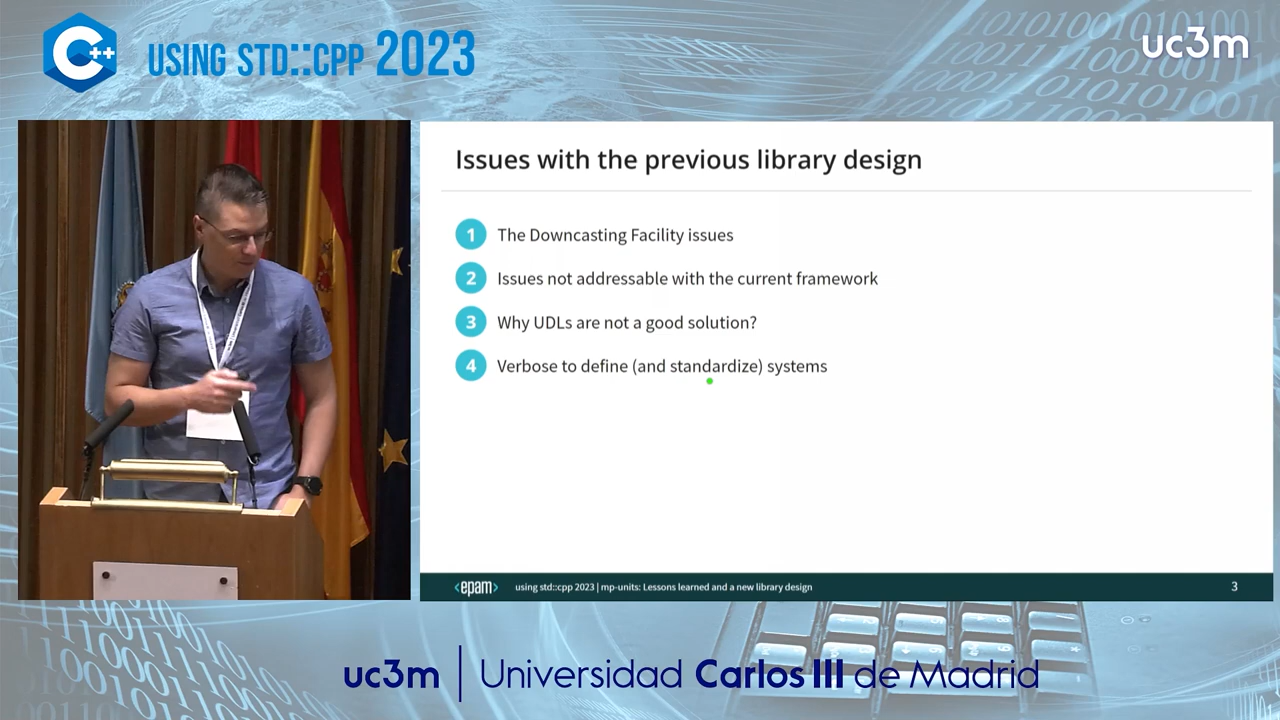 C++
USING STD::CPP 2023
uc3m
Issues with the previous library design
1 The Downcasting Facility issues
2 Issues not addressable with the current framework
3 Why UDLs are not a good solution?
4 Verbose to define (and standardize) systems
<epam> using std::cpp 2023 | mp-units: Lessons learned and a new library design 3
uc3m | Universidad Carlos III de Madrid